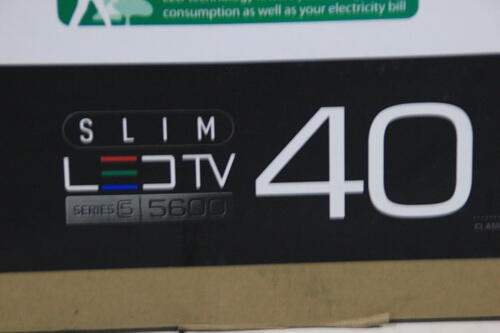 consumption as well as your electricity bill
SLIM
LED TV 40
SERIES 5 5600